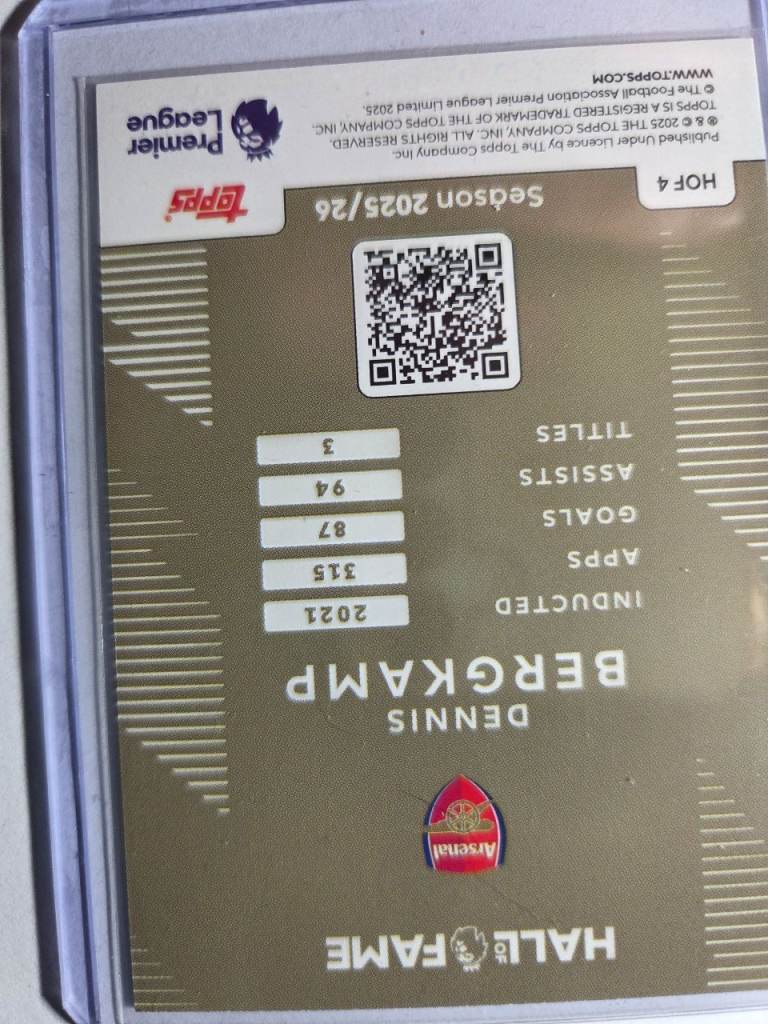 HALL OF FAME
Arsenal
DENNIS
BERGKAMP
INDUCTED 2021
APPS 315
GOALS 87
ASSISTS 94
TITLES 3
Season 2025/26
HOF 4
topps
Published Under Licence by The Topps Company Inc.
® & © 2025 THE TOPPS COMPANY, INC. ALL RIGHTS RESERVED.
TOPPS IS A REGISTERED TRADEMARK OF THE TOPPS COMPANY, INC.
© The Football Association Premier League Limited 2025.
WWW.TOPPS.COM
Premier
League